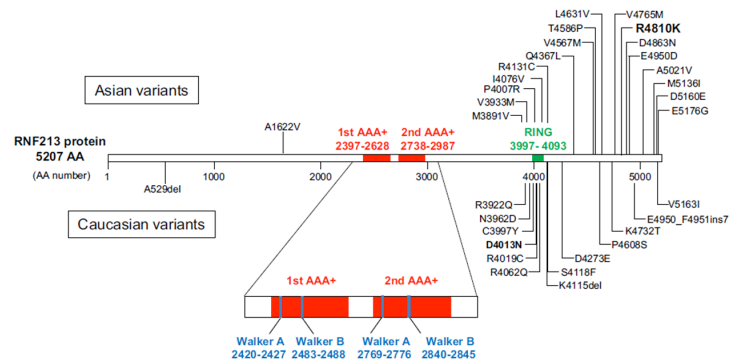 L4631V
V4765M
T4586P
R4810K
V4567M
D4863N
Q4367L
E4950D
R4131C
A5021V
I4076V
M5136I
P4007R
D5160E
V3933M
E5176G
M3891V
Asian variants
A1622V
1st AAA+
2397-2628
2nd AAA+
2738-2987
RING
3997- 4093
RNF213 protein
5207 AA
(AA number)
1
1000
2000
3000
4000
5000
A529del
Caucasian variants
R3922Q
N3962D
C3997Y
D4013N
R4019C
R4062Q
V5163I
E4950_F4951ins7
K4732T
P4608S
D4273E
S4118F
K4115del
1st AAA+
2nd AAA+
Walker A
2420-2427
Walker B
2483-2488
Walker A
2769-2776
Walker B
2840-2845